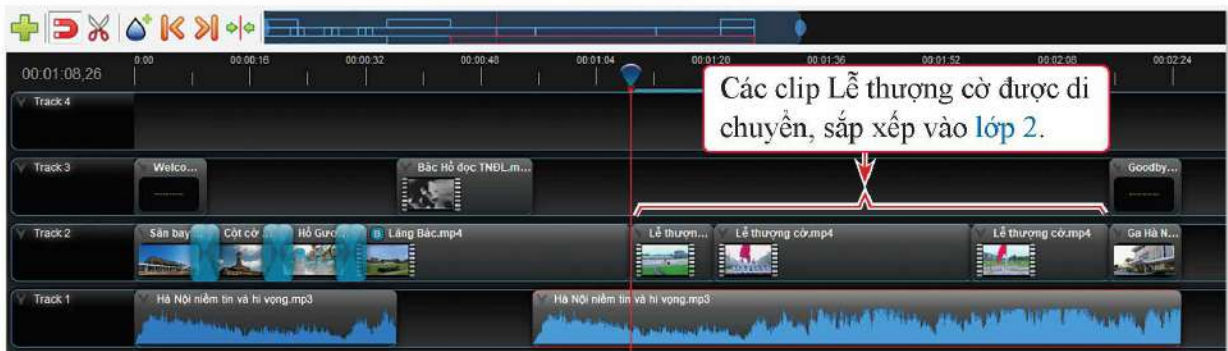 0:00 00:00:16 00:00:32 00:00:48 00:01:04 00:01:20 00:01:36 00:01:52 00:02:08 00:02:24
00:01:08,26
Các clip Lễ thượng cờ được di
chuyển, sắp xếp vào lớp 2.
Track 4
Track 3 Welco... Bác Hồ đọc TNĐL.m... Goodby...
Track 2 Sân bay Cột cờ Hồ Gươ B Lăng Bác.mp4 Lễ thượn... Lễ thượng cờ.mp4 Lễ thượng cờ.mp4 Ga Hà N...
Track 1 Hà Nội niềm tin và hi vọng.mp3 Hà Nội niềm tin và hi vọng.mp3